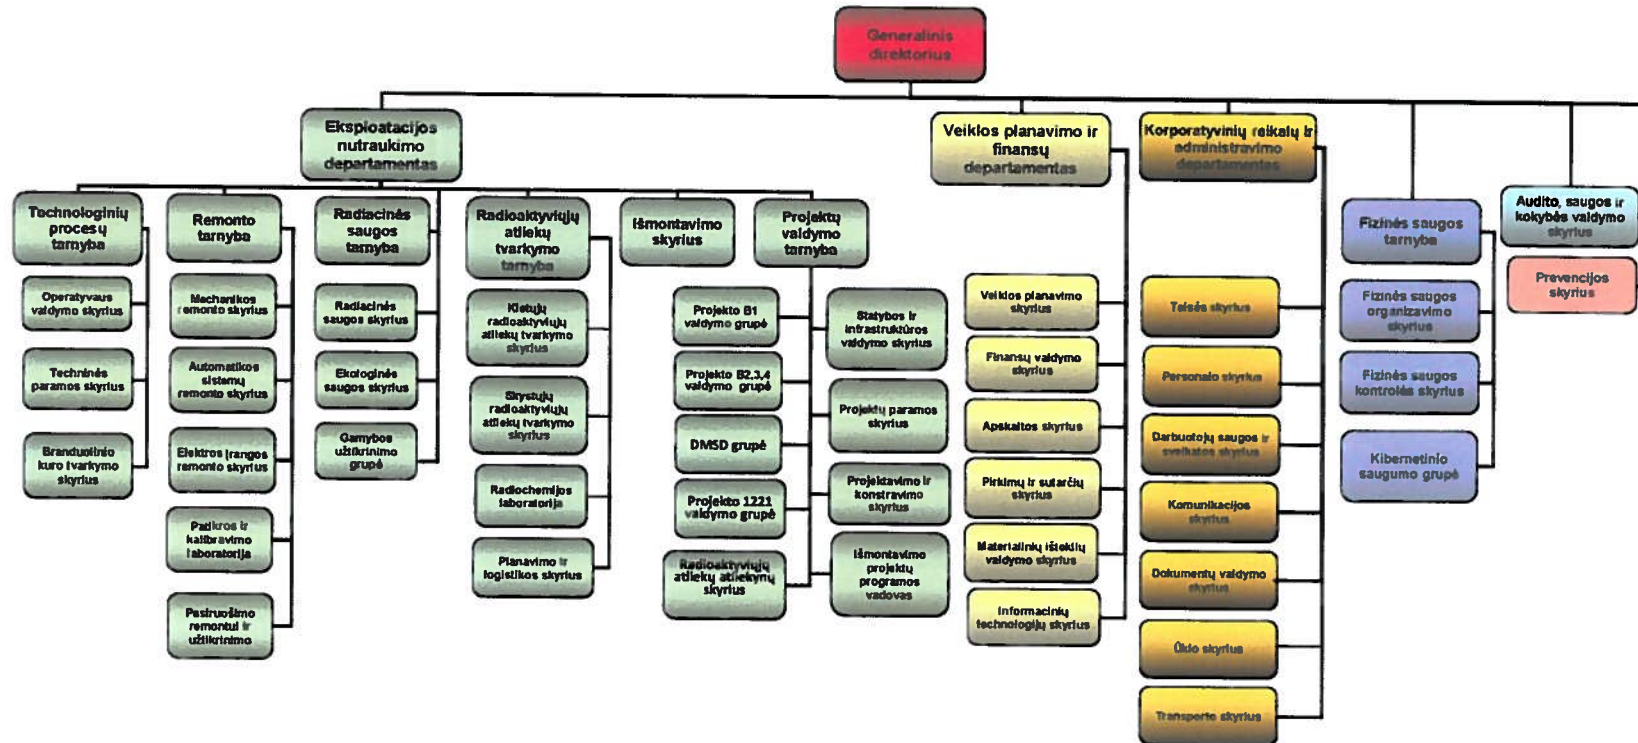 Generalinis
direktorius
Eksploatacijos
nutraukimo
departamentas
Veiklos planavimo ir
finansų
departamentas
Korporatyvinių reikalų ir
administravimo
departamentas
Technologinių
procesų
tarnyba
Remonto
tarnyba
Radiacinės
saugos
tarnyba
Radioaktyviųjų
atliekų
tvarkymo
tarnyba
Išmontavimo
skyrius
Projektų
valdymo
tarnyba
Fizinės saugos
tarnyba
Audito, saugos ir
kokybės valdymo
skyrius
Prevencijos
skyrius
Operatyvaus
valdymo skyrius
Techninės
paramos skyrius
Branduolinio
kuro tvarkymo
skyrius
Mechanikos
remonto skyrius
Automatikos
sistemų
remonto skyrius
Elektros įrangos
remonto skyrius
Patikros ir
kalibravimo
laboratorija
Pasiruošimo
remontui ir
užtikrinimo
Radiacinės
saugos skyrius
Ekologinės
saugos skyrius
Gamybos
užtikrinimo
grupė
Kietųjų
radioaktyviųjų
atliekų tvarkymo
skyrius
Skystųjų
radioaktyviųjų
atliekų tvarkymo
skyrius
Radiochemijos
laboratorija
Planavimo ir
logistikos skyrius
Projekto B1
valdymo grupė
Projekto B2,3,4
valdymo grupė
DMSD grupė
Projekto 1221
valdymo grupė
Radioaktyviųjų
atliekų atliekynų
skyrius
Statybos ir
infrastruktūros
valdymo skyrius
Projektų paramos
skyrius
Projektavimo ir
konstravimo
skyrius
Išmontavimo
projektų
programos
vadovas
Veiklos planavimo
skyrius
Finansų valdymo
skyrius
Apskaitos skyrius
Pirkimų ir sutarčių
skyrius
Materialinių išteklių
valdymo skyrius
Informacinių
technologijų skyrius
Teisės skyrius
Personalo skyrius
Darbuotojų saugos ir
sveikatos skyrius
Komunikacijos
skyrius
Dokumentų valdymo
skyrius
Ūkio skyrius
Transporto skyrius
Fizinės saugos
organizavimo
skyrius
Fizinės saugos
kontrolės skyrius
Kibernetinio
saugumo grupė